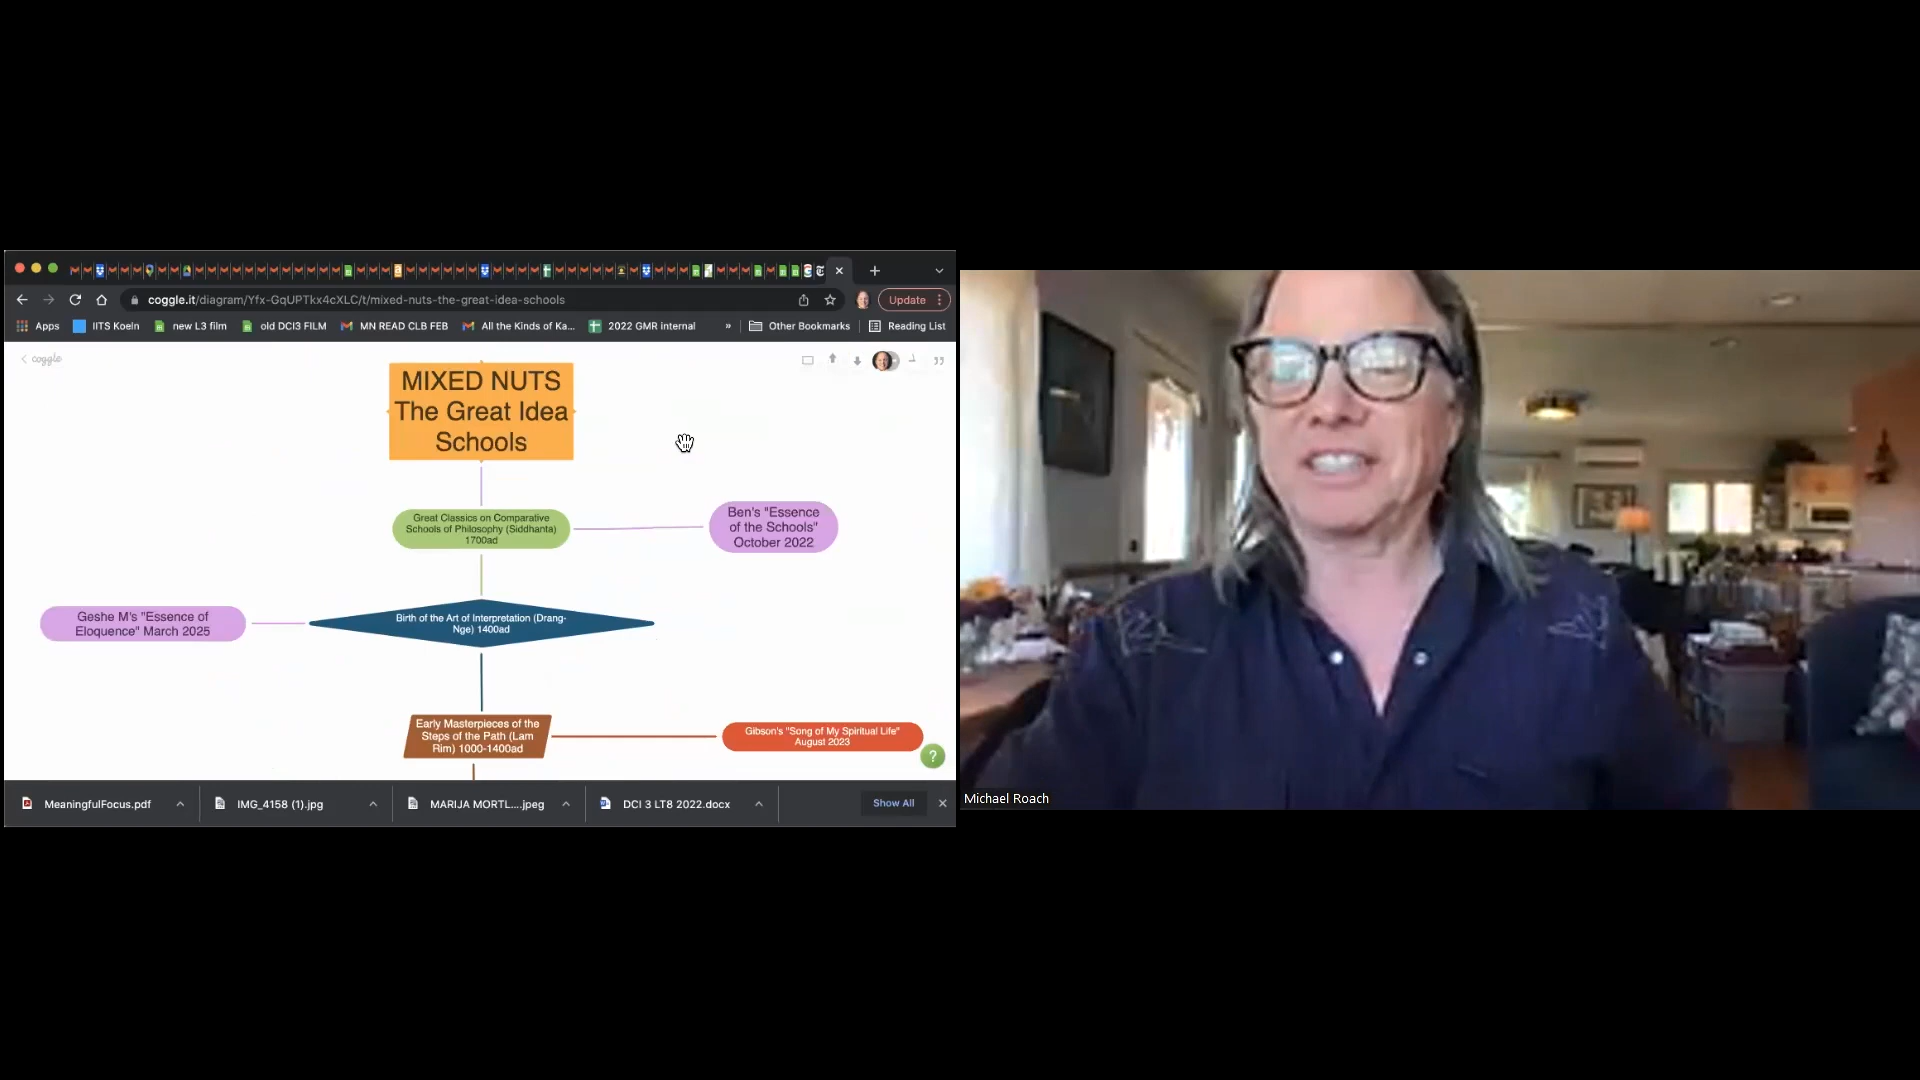 coggle.it/diagram/Yfx-GqUPTkx4cXLC/t/mixed-nuts-the-great-idea-schools
Update
Apps
IITS Koeln
new L3 film
old DCI3 FILM
MN READ CLB FEB
All the Kinds of Ka...
2022 GMR internal
»
Other Bookmarks
Reading List
coggle
MIXED NUTS
The Great Idea
Schools
Great Classics on Comparative
Schools of Philosophy (Siddhanta)
1700ad
Ben's "Essence
of the Schools"
October 2022
Geshe M's "Essence of
Eloquence" March 2025
Birth of the Art of Interpretation (Drang-
Nge) 1400ad
Early Masterpieces of the
Steps of the Path (Lam
Rim) 1000-1400ad
Gibson's "Song of My Spiritual Life"
August 2023
?
MeaningfulFocus.pdf
IMG_4158 (1).jpg
MARIJA MORTL....jpeg
DCI 3 LT8 2022.docx
Show All
Michael Roach